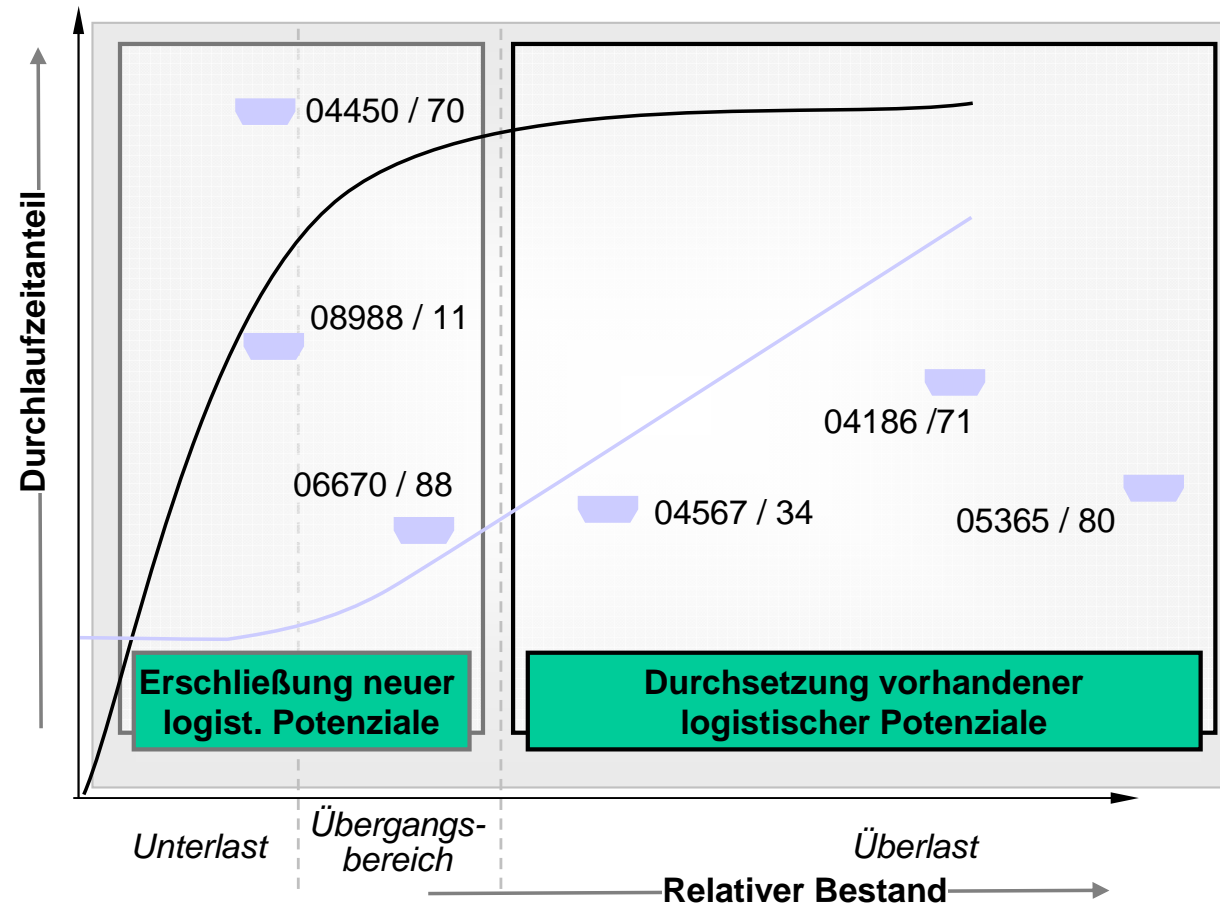 Durchlaufzeitanteil
04450 / 70
08988 / 11
04186 /71
06670 / 88
04567 / 34
05365 / 80
Erschließung neuer
logist. Potenziale
Durchsetzung vorhandener
logistischer Potenziale
Unterlast
Übergangs-
bereich
Überlast
Relativer Bestand